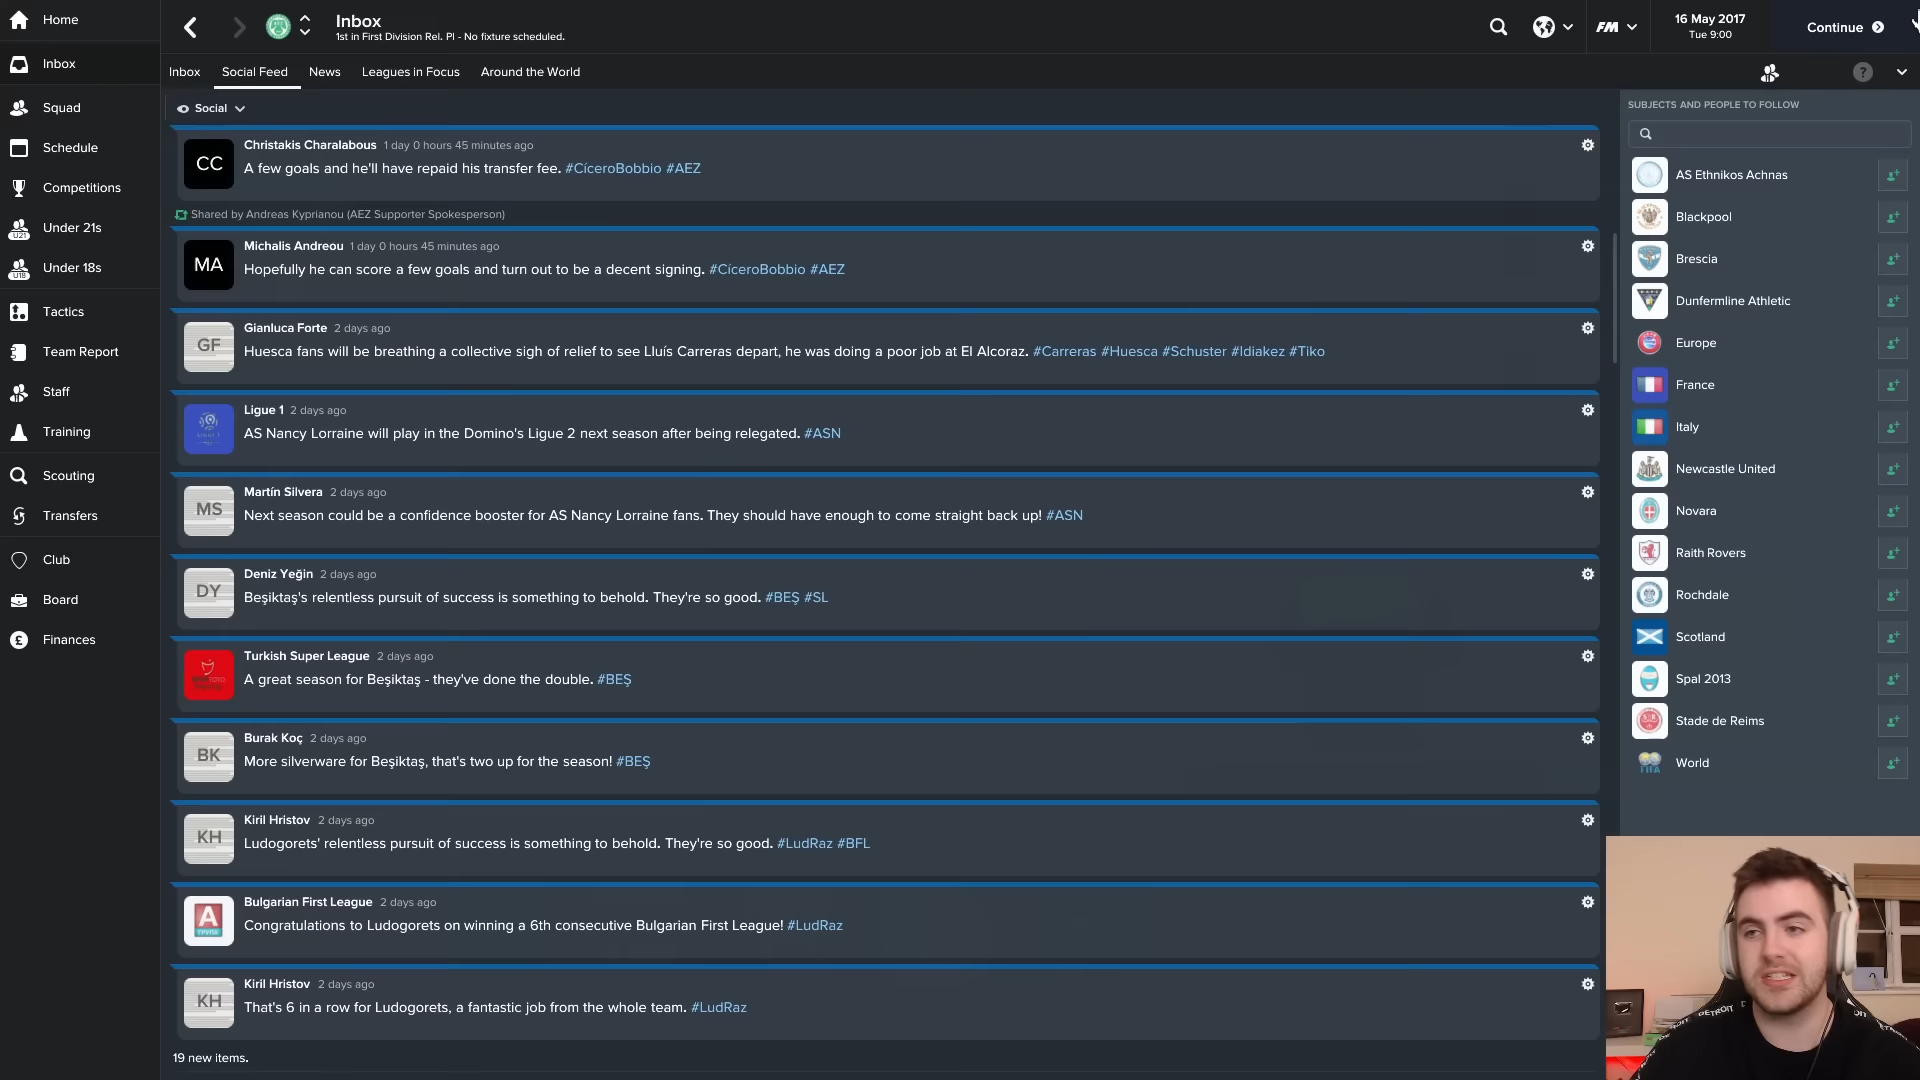 Home
Inbox
Squad
Schedule
Competitions
Under 21s
Under 18s
Tactics
Team Report
Staff
Training
Scouting
Transfers
Club
Board
Finances
Inbox
1st in First Division Rel. Pl - No fixture scheduled.
FM
16 May 2017
Tue 9:00
Continue
Inbox
Social Feed
News
Leagues in Focus
Around the World
Social
CC
Christakis Charalabous 1 day 0 hours 45 minutes ago
A few goals and he'll have repaid his transfer fee. #CíceroBobbio #AEZ
Shared by Andreas Kyprianou (AEZ Supporter Spokesperson)
MA
Michalis Andreou 1 day 0 hours 45 minutes ago
Hopefully he can score a few goals and turn out to be a decent signing. #CíceroBobbio #AEZ
GF
Gianluca Forte 2 days ago
Huesca fans will be breathing a collective sigh of relief to see Lluís Carreras depart, he was doing a poor job at El Alcoraz. #Carreras #Huesca #Schuster #Idiakez #Tiko
Ligue 1 2 days ago
AS Nancy Lorraine will play in the Domino's Ligue 2 next season after being relegated. #ASN
MS
Martín Silvera 2 days ago
Next season could be a confidence booster for AS Nancy Lorraine fans. They should have enough to come straight back up! #ASN
DY
Deniz Yeğin 2 days ago
Beşiktaş's relentless pursuit of success is something to behold. They're so good. #BEŞ #SL
Turkish Super League 2 days ago
A great season for Beşiktaş - they've done the double. #BEŞ
BK
Burak Koç 2 days ago
More silverware for Beşiktaş, that's two up for the season! #BEŞ
KH
Kiril Hristov 2 days ago
Ludogorets' relentless pursuit of success is something to behold. They're so good. #LudRaz #BFL
Bulgarian First League 2 days ago
Congratulations to Ludogorets on winning a 6th consecutive Bulgarian First League! #LudRaz
KH
Kiril Hristov 2 days ago
That's 6 in a row for Ludogorets, a fantastic job from the whole team. #LudRaz
19 new items.
SUBJECTS AND PEOPLE TO FOLLOW
AS Ethnikos Achnas
Blackpool
Brescia
Dunfermline Athletic
Europe
France
Italy
Newcastle United
Novara
Raith Rovers
Rochdale
Scotland
Spal 2013
Stade de Reims
World